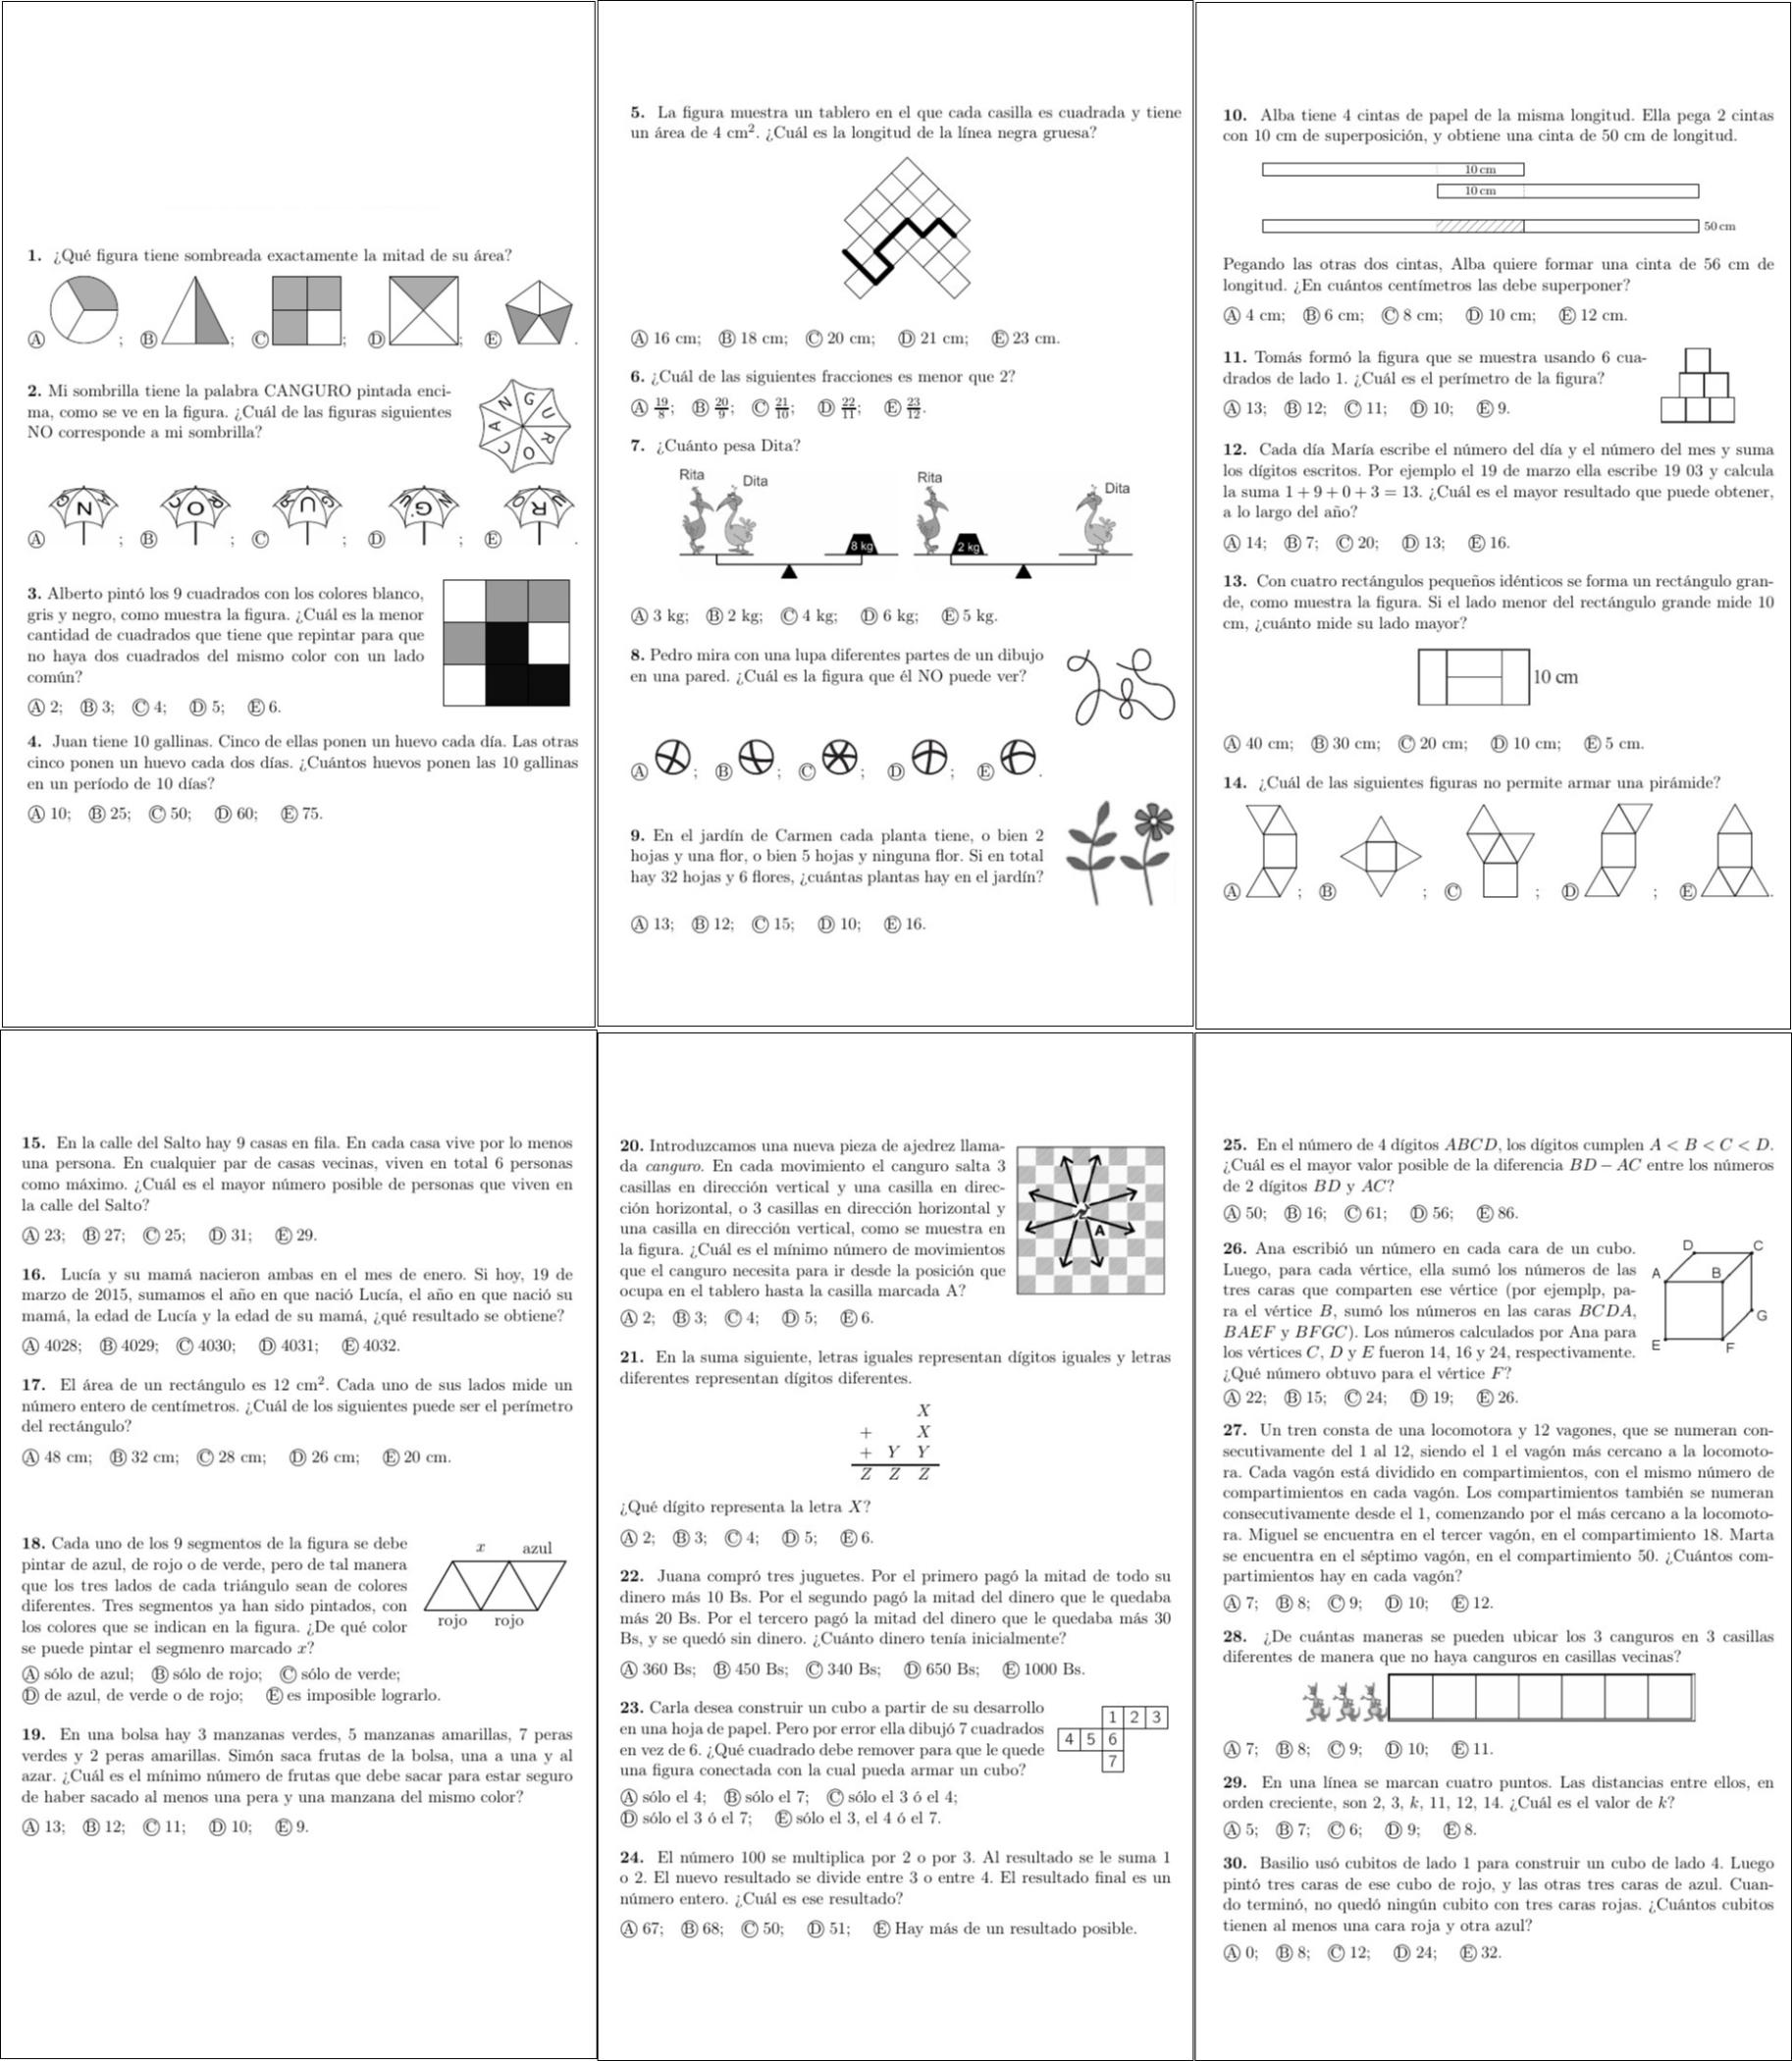 1. ¿Qué figura tiene sombreada exactamente la mitad de su área?
Ⓐ ; Ⓑ ; Ⓒ ; Ⓓ ; Ⓔ .
2. Mi sombrilla tiene la palabra CANGURO pintada enci-
ma, como se ve en la figura. ¿Cuál de las figuras siguientes
NO corresponde a mi sombrilla?
C A N G U R O
Ⓐ ; Ⓑ ; Ⓒ ; Ⓓ ; Ⓔ .
3. Alberto pintó los 9 cuadrados con los colores blanco,
gris y negro, como muestra la figura. ¿Cuál es la menor
cantidad de cuadrados que tiene que repintar para que
no haya dos cuadrados del mismo color con un lado
común?
Ⓐ 2; Ⓑ 3; Ⓒ 4; Ⓓ 5; Ⓔ 6.
4. Juan tiene 10 gallinas. Cinco de ellas ponen un huevo cada día. Las otras
cinco ponen un huevo cada dos días. ¿Cuántos huevos ponen las 10 gallinas
en un período de 10 días?
Ⓐ 10; Ⓑ 25; Ⓒ 50; Ⓓ 60; Ⓔ 75.
5. La figura muestra un tablero en el que cada casilla es cuadrada y tiene
un área de 4 cm². ¿Cuál es la longitud de la línea negra gruesa?
Ⓐ 16 cm; Ⓑ 18 cm; Ⓒ 20 cm; Ⓓ 21 cm; Ⓔ 23 cm.
6. ¿Cuál de las siguientes fracciones es menor que 2?
Ⓐ 19/8; Ⓑ 20/9; Ⓒ 21/10; Ⓓ 22/11; Ⓔ 23/12.
7. ¿Cuánto pesa Dita?
Rita Dita 8 kg Rita 2 kg Dita
Ⓐ 3 kg; Ⓑ 2 kg; Ⓒ 4 kg; Ⓓ 6 kg; Ⓔ 5 kg.
8. Pedro mira con una lupa diferentes partes de un dibujo
en una pared. ¿Cuál es la figura que él NO puede ver?
Ⓐ ; Ⓑ ; Ⓒ ; Ⓓ ; Ⓔ .
9. En el jardín de Carmen cada planta tiene, o bien 2
hojas y una flor, o bien 5 hojas y ninguna flor. Si en total
hay 32 hojas y 6 flores, ¿cuántas plantas hay en el jardín?
Ⓐ 13; Ⓑ 12; Ⓒ 15; Ⓓ 10; Ⓔ 16.
10. Alba tiene 4 cintas de papel de la misma longitud. Ella pega 2 cintas
con 10 cm de superposición, y obtiene una cinta de 50 cm de longitud.
10 cm
10 cm
50 cm
Pegando las otras dos cintas, Alba quiere formar una cinta de 56 cm de
longitud. ¿En cuántos centímetros las debe superponer?
Ⓐ 4 cm; Ⓑ 6 cm; Ⓒ 8 cm; Ⓓ 10 cm; Ⓔ 12 cm.
11. Tomás formó la figura que se muestra usando 6 cua-
drados de lado 1. ¿Cuál es el perímetro de la figura?
Ⓐ 13; Ⓑ 12; Ⓒ 11; Ⓓ 10; Ⓔ 9.
12. Cada día María escribe el número del día y el número del mes y suma
los dígitos escritos. Por ejemplo el 19 de marzo ella escribe 19 03 y calcula
la suma 1 + 9 + 0 + 3 = 13. ¿Cuál es el mayor resultado que puede obtener,
a lo largo del año?
Ⓐ 14; Ⓑ 7; Ⓒ 20; Ⓓ 13; Ⓔ 16.
13. Con cuatro rectángulos pequeños idénticos se forma un rectángulo gran-
de, como muestra la figura. Si el lado menor del rectángulo grande mide 10
cm, ¿cuánto mide su lado mayor?
10 cm
Ⓐ 40 cm; Ⓑ 30 cm; Ⓒ 20 cm; Ⓓ 10 cm; Ⓔ 5 cm.
14. ¿Cuál de las siguientes figuras no permite armar una pirámide?
Ⓐ ; Ⓑ ; Ⓒ ; Ⓓ ; Ⓔ .
15. En la calle del Salto hay 9 casas en fila. En cada casa vive por lo menos
una persona. En cualquier par de casas vecinas, viven en total 6 personas
como máximo. ¿Cuál es el mayor número posible de personas que viven en
la calle del Salto?
Ⓐ 23; Ⓑ 27; Ⓒ 25; Ⓓ 31; Ⓔ 29.
16. Lucía y su mamá nacieron ambas en el mes de enero. Si hoy, 19 de
marzo de 2015, sumamos el año en que nació Lucía, el año en que nació su
mamá, la edad de Lucía y la edad de su mamá, ¿qué resultado se obtiene?
Ⓐ 4028; Ⓑ 4029; Ⓒ 4030; Ⓓ 4031; Ⓔ 4032.
17. El área de un rectángulo es 12 cm². Cada uno de sus lados mide un
número entero de centímetros. ¿Cuál de los siguientes puede ser el perímetro
del rectángulo?
Ⓐ 48 cm; Ⓑ 32 cm; Ⓒ 28 cm; Ⓓ 26 cm; Ⓔ 20 cm.
18. Cada uno de los 9 segmentos de la figura se debe
pintar de azul, de rojo o de verde, pero de tal manera
que los tres lados de cada triángulo sean de colores
diferentes. Tres segmentos ya han sido pintados, con
los colores que se indican en la figura. ¿De qué color
se puede pintar el segmenro marcado x?
x azul
rojo rojo
Ⓐ sólo de azul; Ⓑ sólo de rojo; Ⓒ sólo de verde;
Ⓓ de azul, de verde o de rojo; Ⓔ es imposible lograrlo.
19. En una bolsa hay 3 manzanas verdes, 5 manzanas amarillas, 7 peras
verdes y 2 peras amarillas. Simón saca frutas de la bolsa, una a una y al
azar. ¿Cuál es el mínimo número de frutas que debe sacar para estar seguro
de haber sacado al menos una pera y una manzana del mismo color?
Ⓐ 13; Ⓑ 12; Ⓒ 11; Ⓓ 10; Ⓔ 9.
20. Introduzcamos una nueva pieza de ajedrez llama-
da canguro. En cada movimiento el canguro salta 3
casillas en dirección vertical y una casilla en direc-
ción horizontal, o 3 casillas en dirección horizontal y
una casilla en dirección vertical, como se muestra en
la figura. ¿Cuál es el mínimo número de movimientos
que el canguro necesita para ir desde la posición que
ocupa en el tablero hasta la casilla marcada A?
A
Ⓐ 2; Ⓑ 3; Ⓒ 4; Ⓓ 5; Ⓔ 6.
21. En la suma siguiente, letras iguales representan dígitos iguales y letras
diferentes representan dígitos diferentes.
X
+ X
+ Y Y
Z Z Z
¿Qué dígito representa la letra X?
Ⓐ 2; Ⓑ 3; Ⓒ 4; Ⓓ 5; Ⓔ 6.
22. Juana compró tres juguetes. Por el primero pagó la mitad de todo su
dinero más 10 Bs. Por el segundo pagó la mitad del dinero que le quedaba
más 20 Bs. Por el tercero pagó la mitad del dinero que le quedaba más 30
Bs, y se quedó sin dinero. ¿Cuánto dinero tenía inicialmente?
Ⓐ 360 Bs; Ⓑ 450 Bs; Ⓒ 340 Bs; Ⓓ 650 Bs; Ⓔ 1000 Bs.
23. Carla desea construir un cubo a partir de su desarrollo
en una hoja de papel. Pero por error ella dibujó 7 cuadrados
en vez de 6. ¿Qué cuadrado debe remover para que le quede
una figura conectada con la cual pueda armar un cubo?
1 2 3
4 5 6
7
Ⓐ sólo el 4; Ⓑ sólo el 7; Ⓒ sólo el 3 ó el 4;
Ⓓ sólo el 3 ó el 7; Ⓔ sólo el 3, el 4 ó el 7.
24. El número 100 se multiplica por 2 o por 3. Al resultado se le suma 1
o 2. El nuevo resultado se divide entre 3 o entre 4. El resultado final es un
número entero. ¿Cuál es ese resultado?
Ⓐ 67; Ⓑ 68; Ⓒ 50; Ⓓ 51; Ⓔ Hay más de un resultado posible.
25. En el número de 4 dígitos ABCD, los dígitos cumplen A < B < C < D.
¿Cuál es el mayor valor posible de la diferencia BD − AC entre los números
de 2 dígitos BD y AC?
Ⓐ 50; Ⓑ 16; Ⓒ 61; Ⓓ 56; Ⓔ 86.
26. Ana escribió un número en cada cara de un cubo.
Luego, para cada vértice, ella sumó los números de las
tres caras que comparten ese vértice (por ejemplp, pa-
ra el vértice B, sumó los números en las caras BCDA,
BAEF y BFGC). Los números calculados por Ana para
los vértices C, D y E fueron 14, 16 y 24, respectivamente.
¿Qué número obtuvo para el vértice F?
D C
A B
G
E F
Ⓐ 22; Ⓑ 15; Ⓒ 24; Ⓓ 19; Ⓔ 26.
27. Un tren consta de una locomotora y 12 vagones, que se numeran con-
secutivamente del 1 al 12, siendo el 1 el vagón más cercano a la locomoto-
ra. Cada vagón está dividido en compartimientos, con el mismo número de
compartimientos en cada vagón. Los compartimientos también se numeran
consecutivamente desde el 1, comenzando por el más cercano a la locomoto-
ra. Miguel se encuentra en el tercer vagón, en el compartimiento 18. Marta
se encuentra en el séptimo vagón, en el compartimiento 50. ¿Cuántos com-
partimientos hay en cada vagón?
Ⓐ 7; Ⓑ 8; Ⓒ 9; Ⓓ 10; Ⓔ 12.
28. ¿De cuántas maneras se pueden ubicar los 3 canguros en 3 casillas
diferentes de manera que no haya canguros en casillas vecinas?
Ⓐ 7; Ⓑ 8; Ⓒ 9; Ⓓ 10; Ⓔ 11.
29. En una línea se marcan cuatro puntos. Las distancias entre ellos, en
orden creciente, son 2, 3, k, 11, 12, 14. ¿Cuál es el valor de k?
Ⓐ 5; Ⓑ 7; Ⓒ 6; Ⓓ 9; Ⓔ 8.
30. Basilio usó cubitos de lado 1 para construir un cubo de lado 4. Luego
pintó tres caras de ese cubo de rojo, y las otras tres caras de azul. Cuan-
do terminó, no quedó ningún cubito con tres caras rojas. ¿Cuántos cubitos
tienen al menos una cara roja y otra azul?
Ⓐ 0; Ⓑ 8; Ⓒ 12; Ⓓ 24; Ⓔ 32.